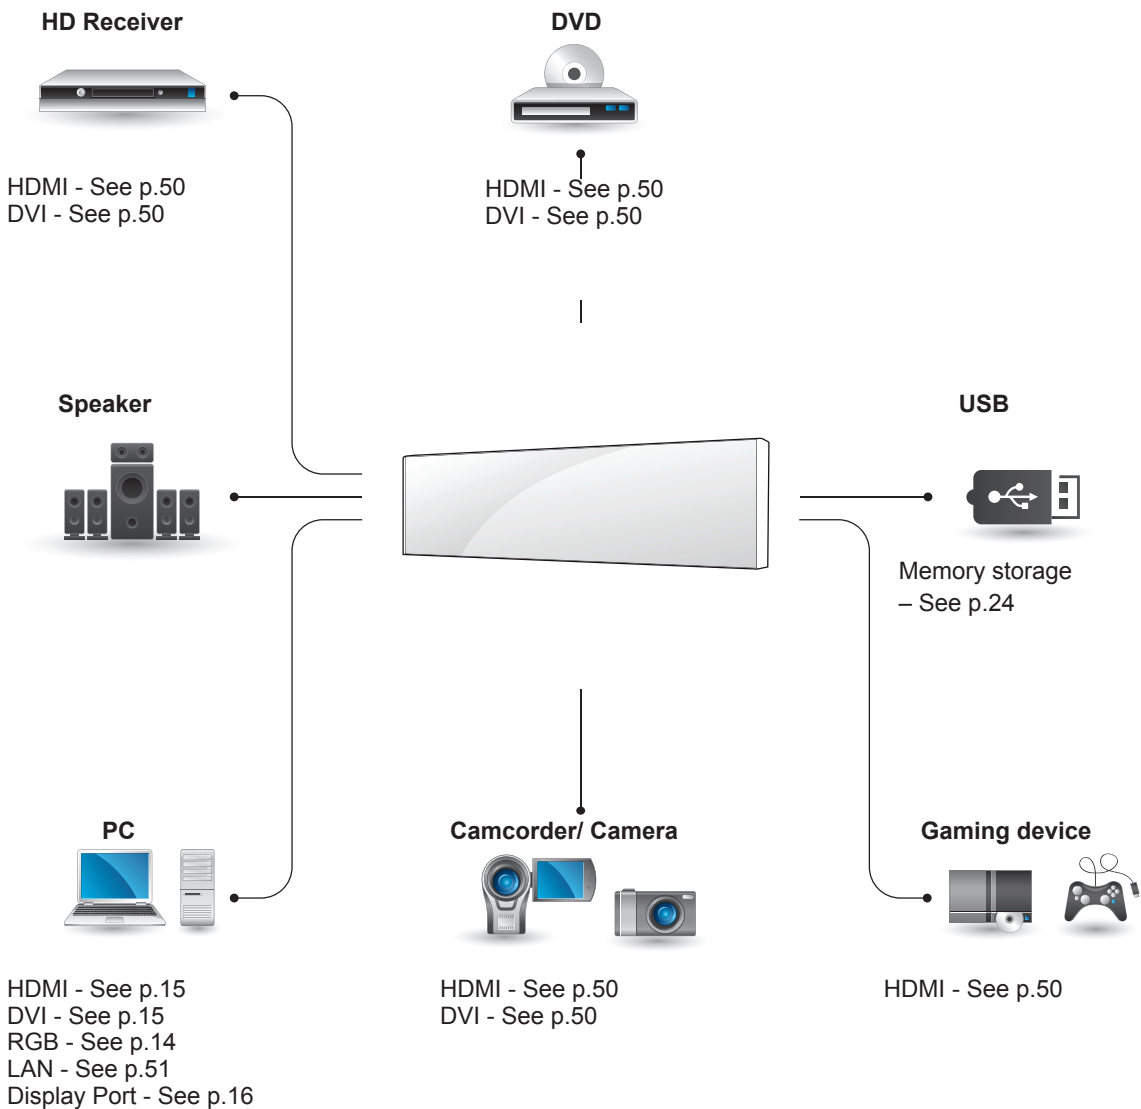 HD Receiver
HDMI - See p.50
DVI - See p.50
DVD
HDMI - See p.50
DVI - See p.50
Speaker
USB
Memory storage
– See p.24
PC
HDMI - See p.15
DVI - See p.15
RGB - See p.14
LAN - See p.51
Display Port - See p.16
Camcorder/ Camera
HDMI - See p.50
DVI - See p.50
Gaming device
HDMI - See p.50